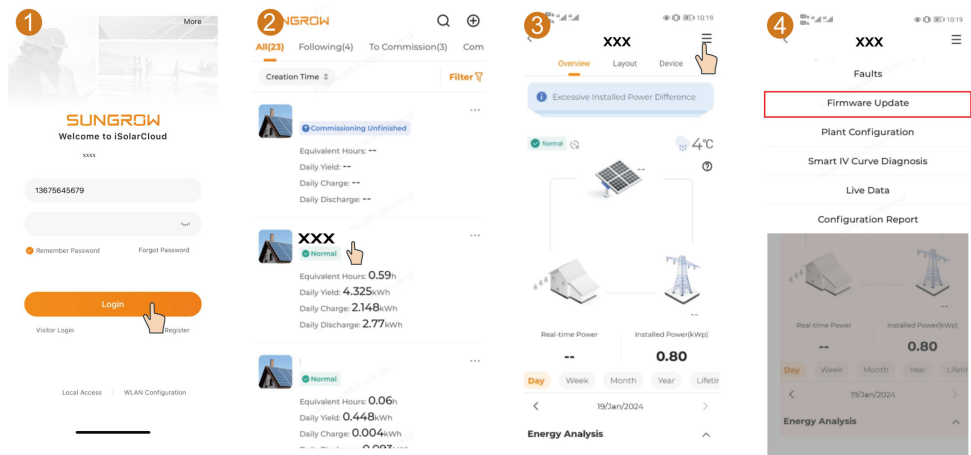 1
More
SUNGROW
Welcome to iSolarCloud
xxxx
13675645679
Remember Password
Forgot Password
Login
Visitor Login
Register
Local Access
WLAN Configuration
2
NGROW
All(23) Following(4) To Commission(3) Com
Creation Time
Filter
Commissioning Unfinished
Equivalent Hours: --
Daily Yield: --
Daily Charge: --
Daily Discharge: --
XXX
Normal
Equivalent Hours: 0.59h
Daily Yield: 4.325kWh
Daily Charge: 2.148kWh
Daily Discharge: 2.77kWh
Normal
Equivalent Hours: 0.06h
Daily Yield: 0.448kWh
Daily Charge: 0.004kWh
3
10:19
XXX
Overview Layout Device
Excessive Installed Power Difference
Normal
4°C
--
--
Real-time Power
Installed Power(kWp)
--
0.80
Day Week Month Year Lifetir
19/Jan/2024
Energy Analysis
4
10:19
XXX
Faults
Firmware Update
Plant Configuration
Smart IV Curve Diagnosis
Live Data
Configuration Report
--
Real-time Power
Installed Power(kWp)
--
0.80
Day Week Month Year Lifetir
19/Jan/2024
Energy Analysis